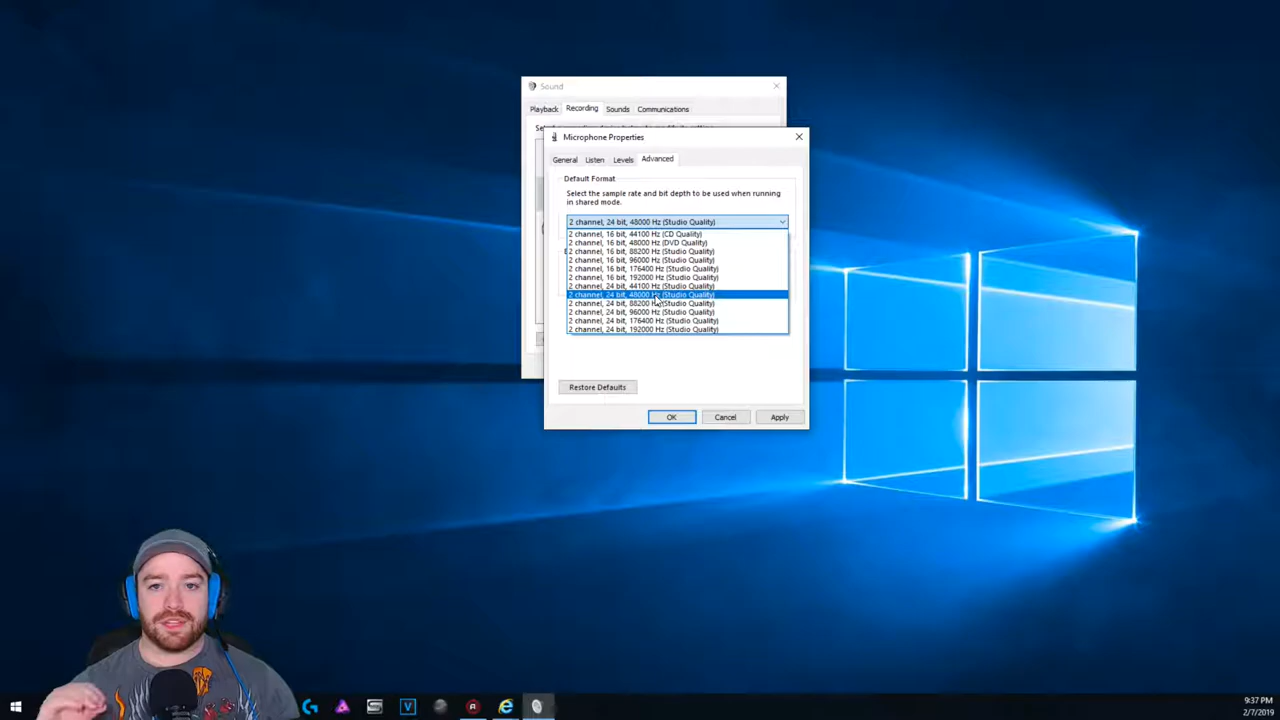 Sound
Playback Recording Sounds Communications
Microphone Properties
General Listen Levels Advanced
Default Format
Select the sample rate and bit depth to be used when running
in shared mode.
2 channel, 24 bit, 48000 Hz (Studio Quality)
2 channel, 16 bit, 44100 Hz (CD Quality)
2 channel, 16 bit, 48000 Hz (DVD Quality)
2 channel, 16 bit, 88200 Hz (Studio Quality)
2 channel, 16 bit, 96000 Hz (Studio Quality)
2 channel, 16 bit, 176400 Hz (Studio Quality)
2 channel, 16 bit, 192000 Hz (Studio Quality)
2 channel, 24 bit, 44100 Hz (Studio Quality)
2 channel, 24 bit, 48000 Hz (Studio Quality)
2 channel, 24 bit, 88200 Hz (Studio Quality)
2 channel, 24 bit, 96000 Hz (Studio Quality)
2 channel, 24 bit, 176400 Hz (Studio Quality)
2 channel, 24 bit, 192000 Hz (Studio Quality)
Restore Defaults
OK Cancel Apply
9:37 PM
2/7/2019